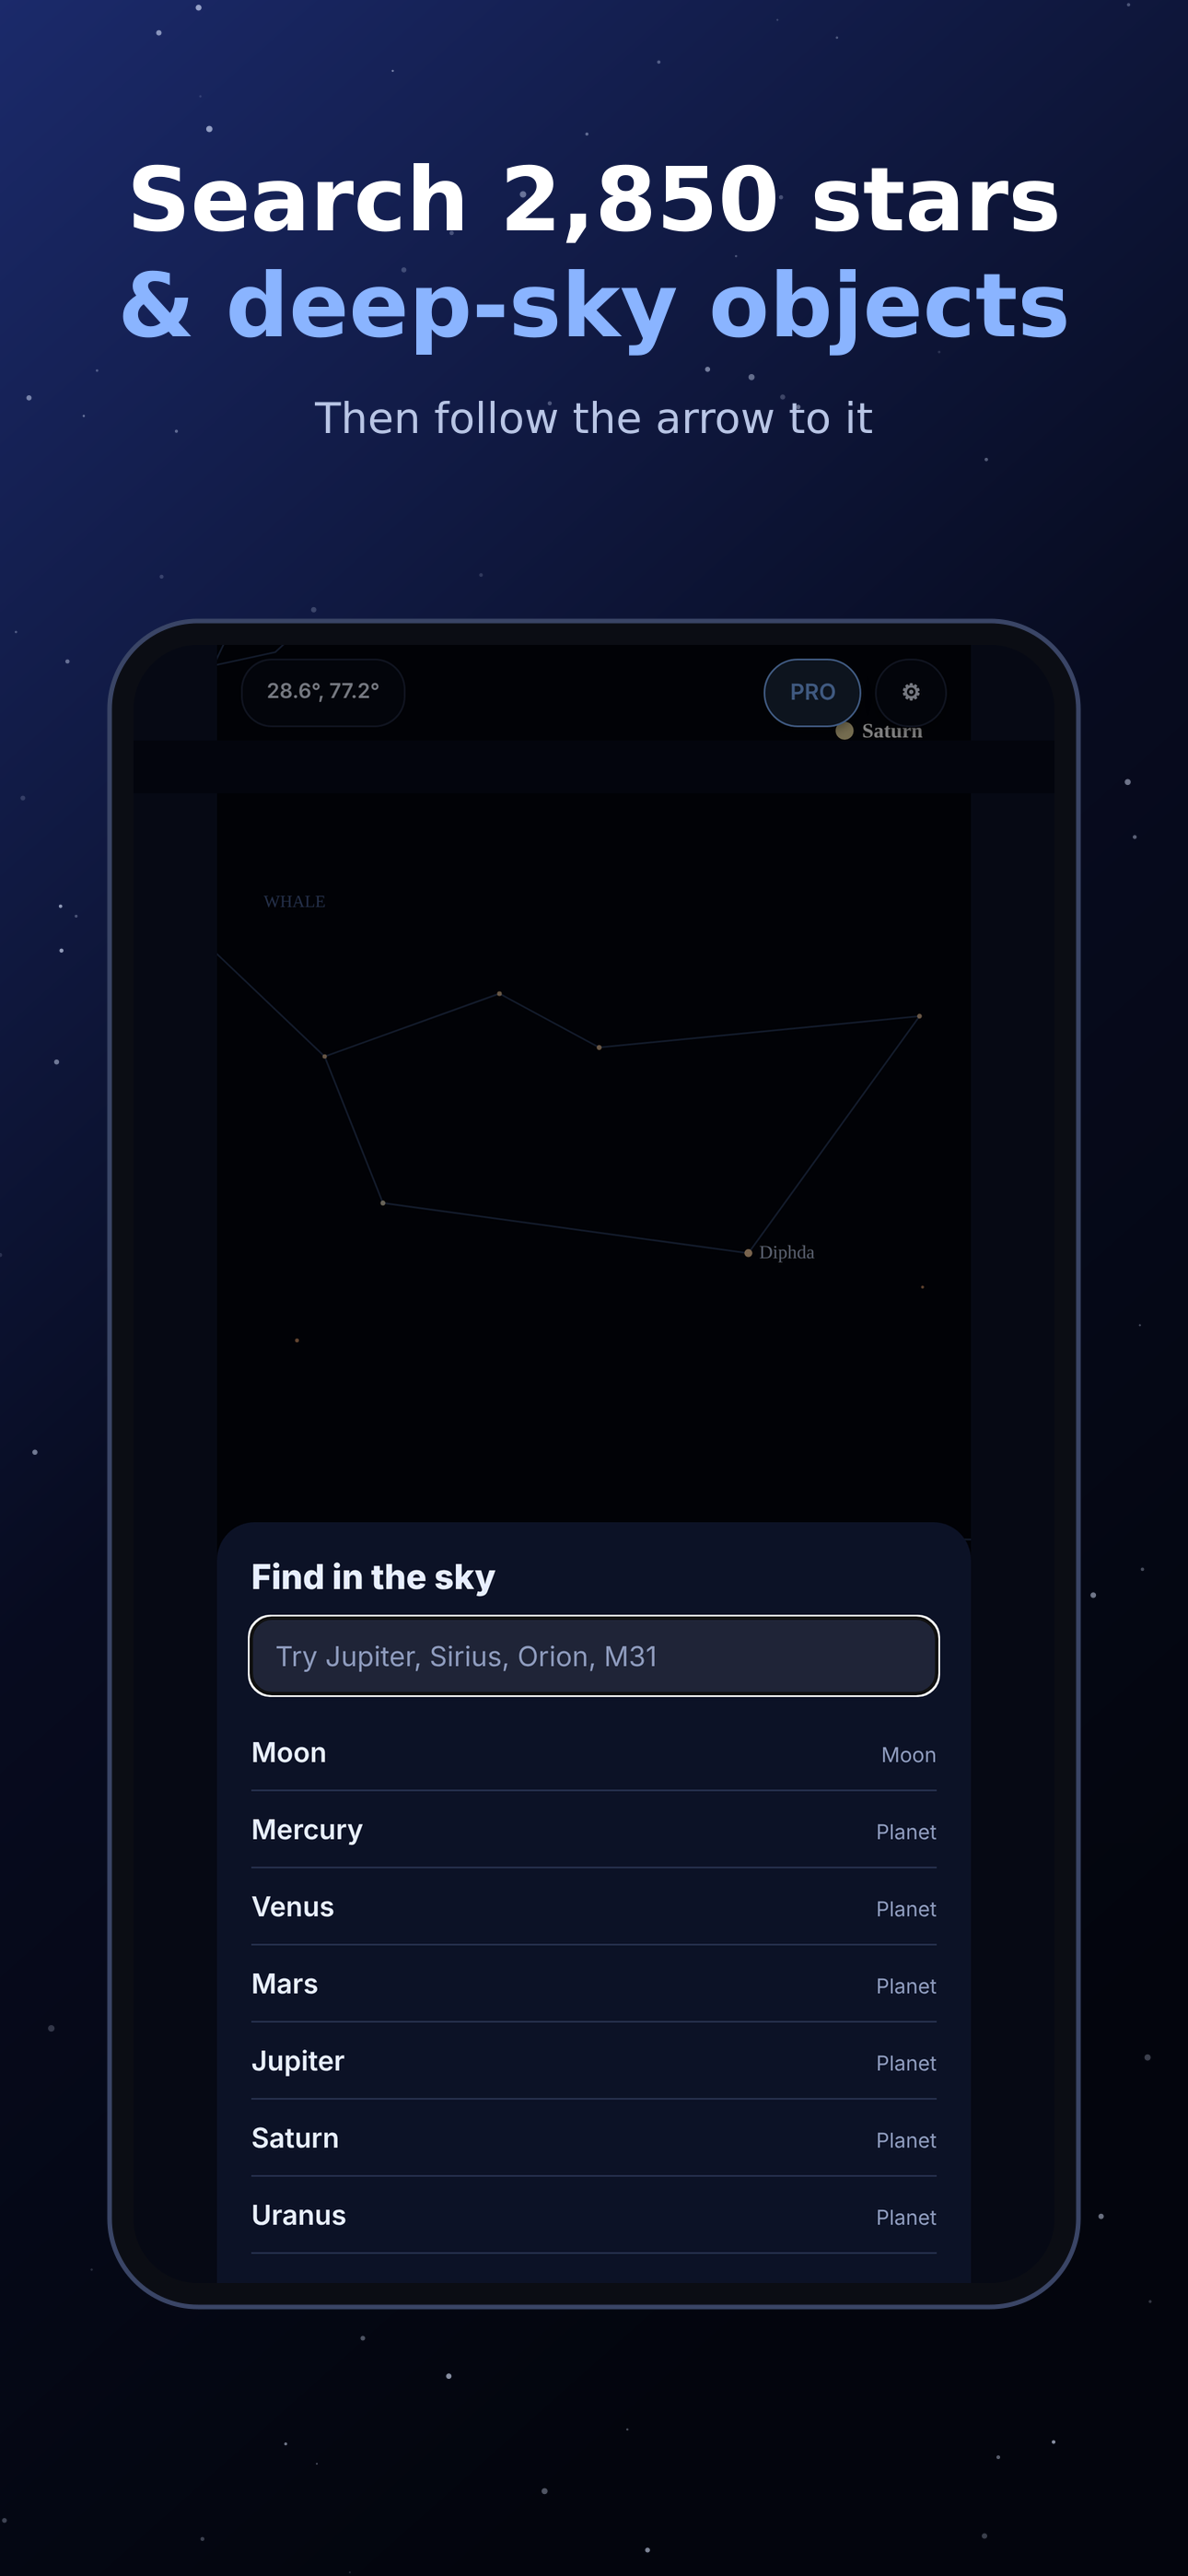 Search 2,850 stars
& deep-sky objects
Then follow the arrow to it
28.6°, 77.2°
PRO
Saturn
WHALE
Diphda
Find in the sky
Try Jupiter, Sirius, Orion, M31
Moon Moon
Mercury Planet
Venus Planet
Mars Planet
Jupiter Planet
Saturn Planet
Uranus Planet